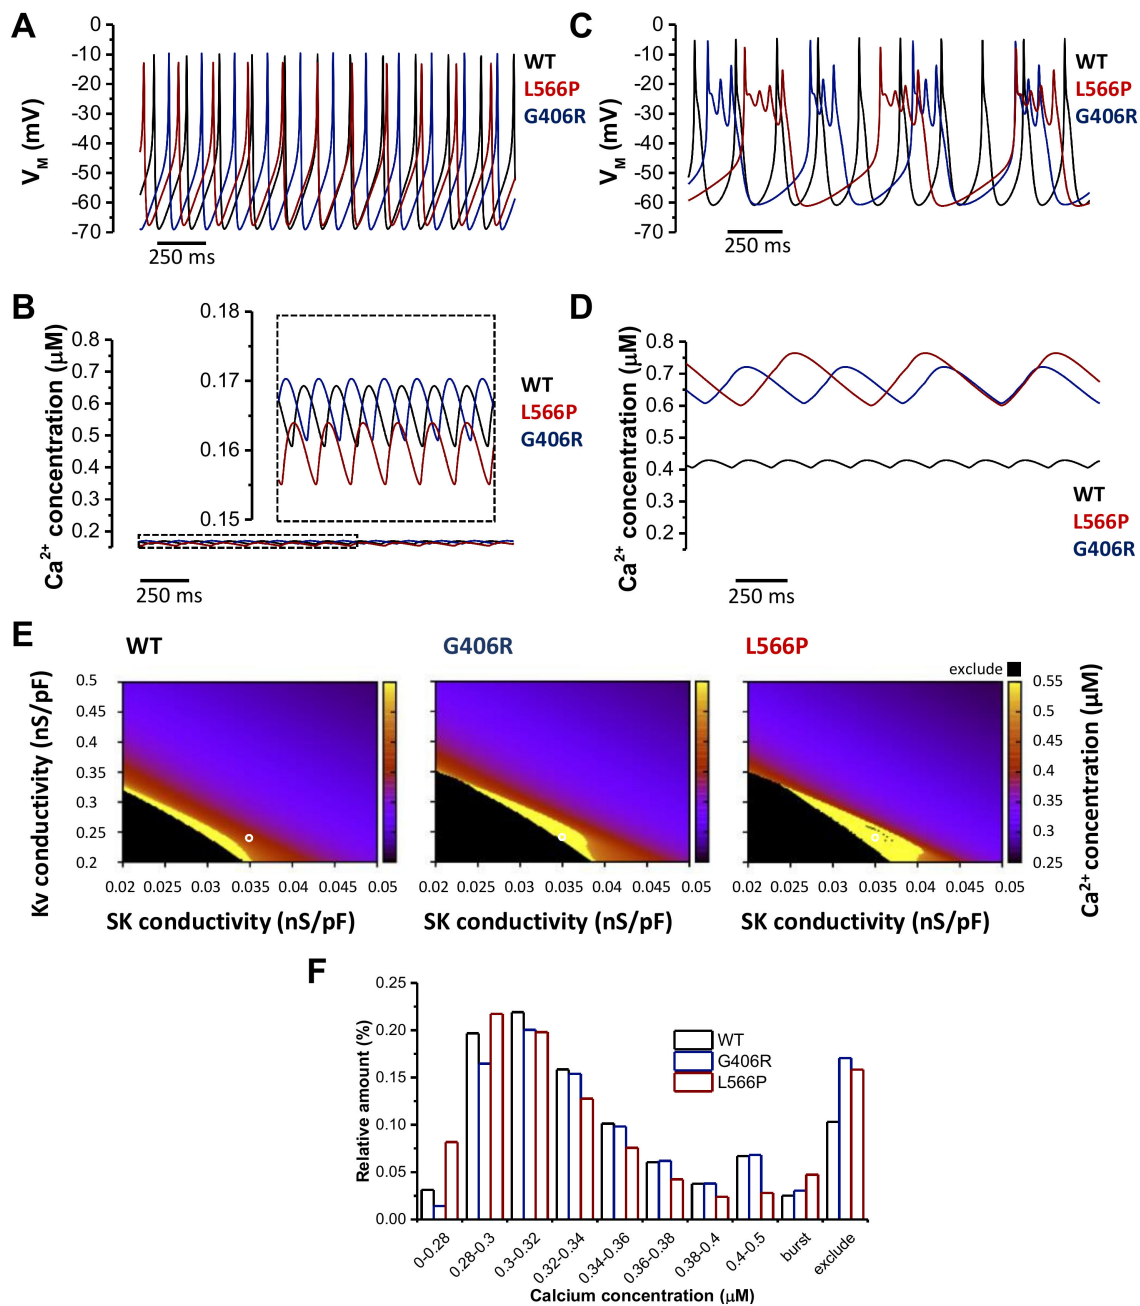 A
0
-10
-20
-30
-40
-50
-60
-70
V_M (mV)
WT
L566P
G406R
250 ms
C
0
-10
-20
-30
-40
-50
-60
-70
V_M (mV)
WT
L566P
G406R
250 ms
B
0.8
0.7
0.6
0.5
0.4
0.3
0.2
Ca²⁺ concentration (µM)
0.18
0.17
0.16
0.15
WT
L566P
G406R
250 ms
D
0.8
0.7
0.6
0.5
0.4
0.3
0.2
Ca²⁺ concentration (µM)
WT
L566P
G406R
250 ms
E
WT
G406R
L566P
exclude
Kv conductivity (nS/pF)
0.5
0.45
0.4
0.35
0.3
0.25
0.2
0.55
0.5
0.45
0.4
0.35
0.3
0.25
Ca²⁺ concentration (µM)
0.02 0.025 0.03 0.035 0.04 0.045 0.05
0.02 0.025 0.03 0.035 0.04 0.045 0.05
0.02 0.025 0.03 0.035 0.04 0.045 0.05
SK conductivity (nS/pF)
SK conductivity (nS/pF)
SK conductivity (nS/pF)
F
0.25
0.20
0.15
0.10
0.05
0.00
Relative amount (%)
WT
G406R
L566P
0-0.28
0.28-0.3
0.3-0.32
0.32-0.34
0.34-0.36
0.36-0.38
0.38-0.4
0.4-0.5
burst
exclude
Calcium concentration (µM)